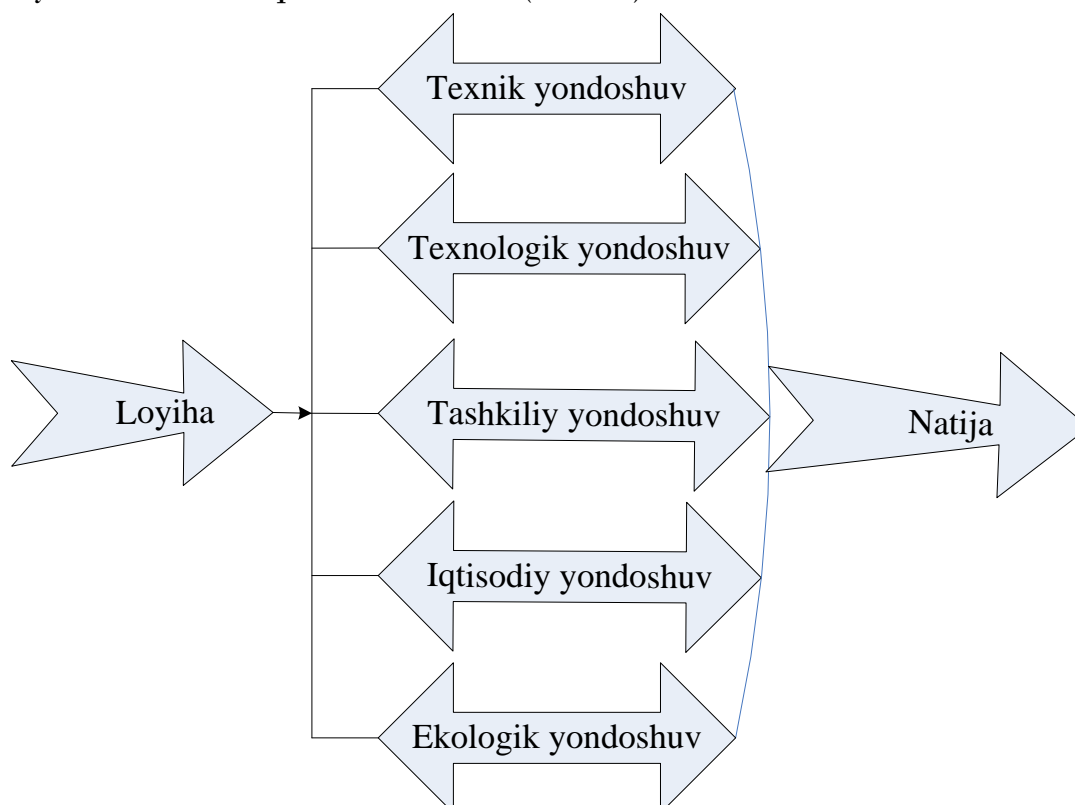 Texnik yondoshuv
Texnologik yondoshuv
Loyiha
Tashkiliy yondoshuv
Natija
Iqtisodiy yondoshuv
Ekologik yondoshuv